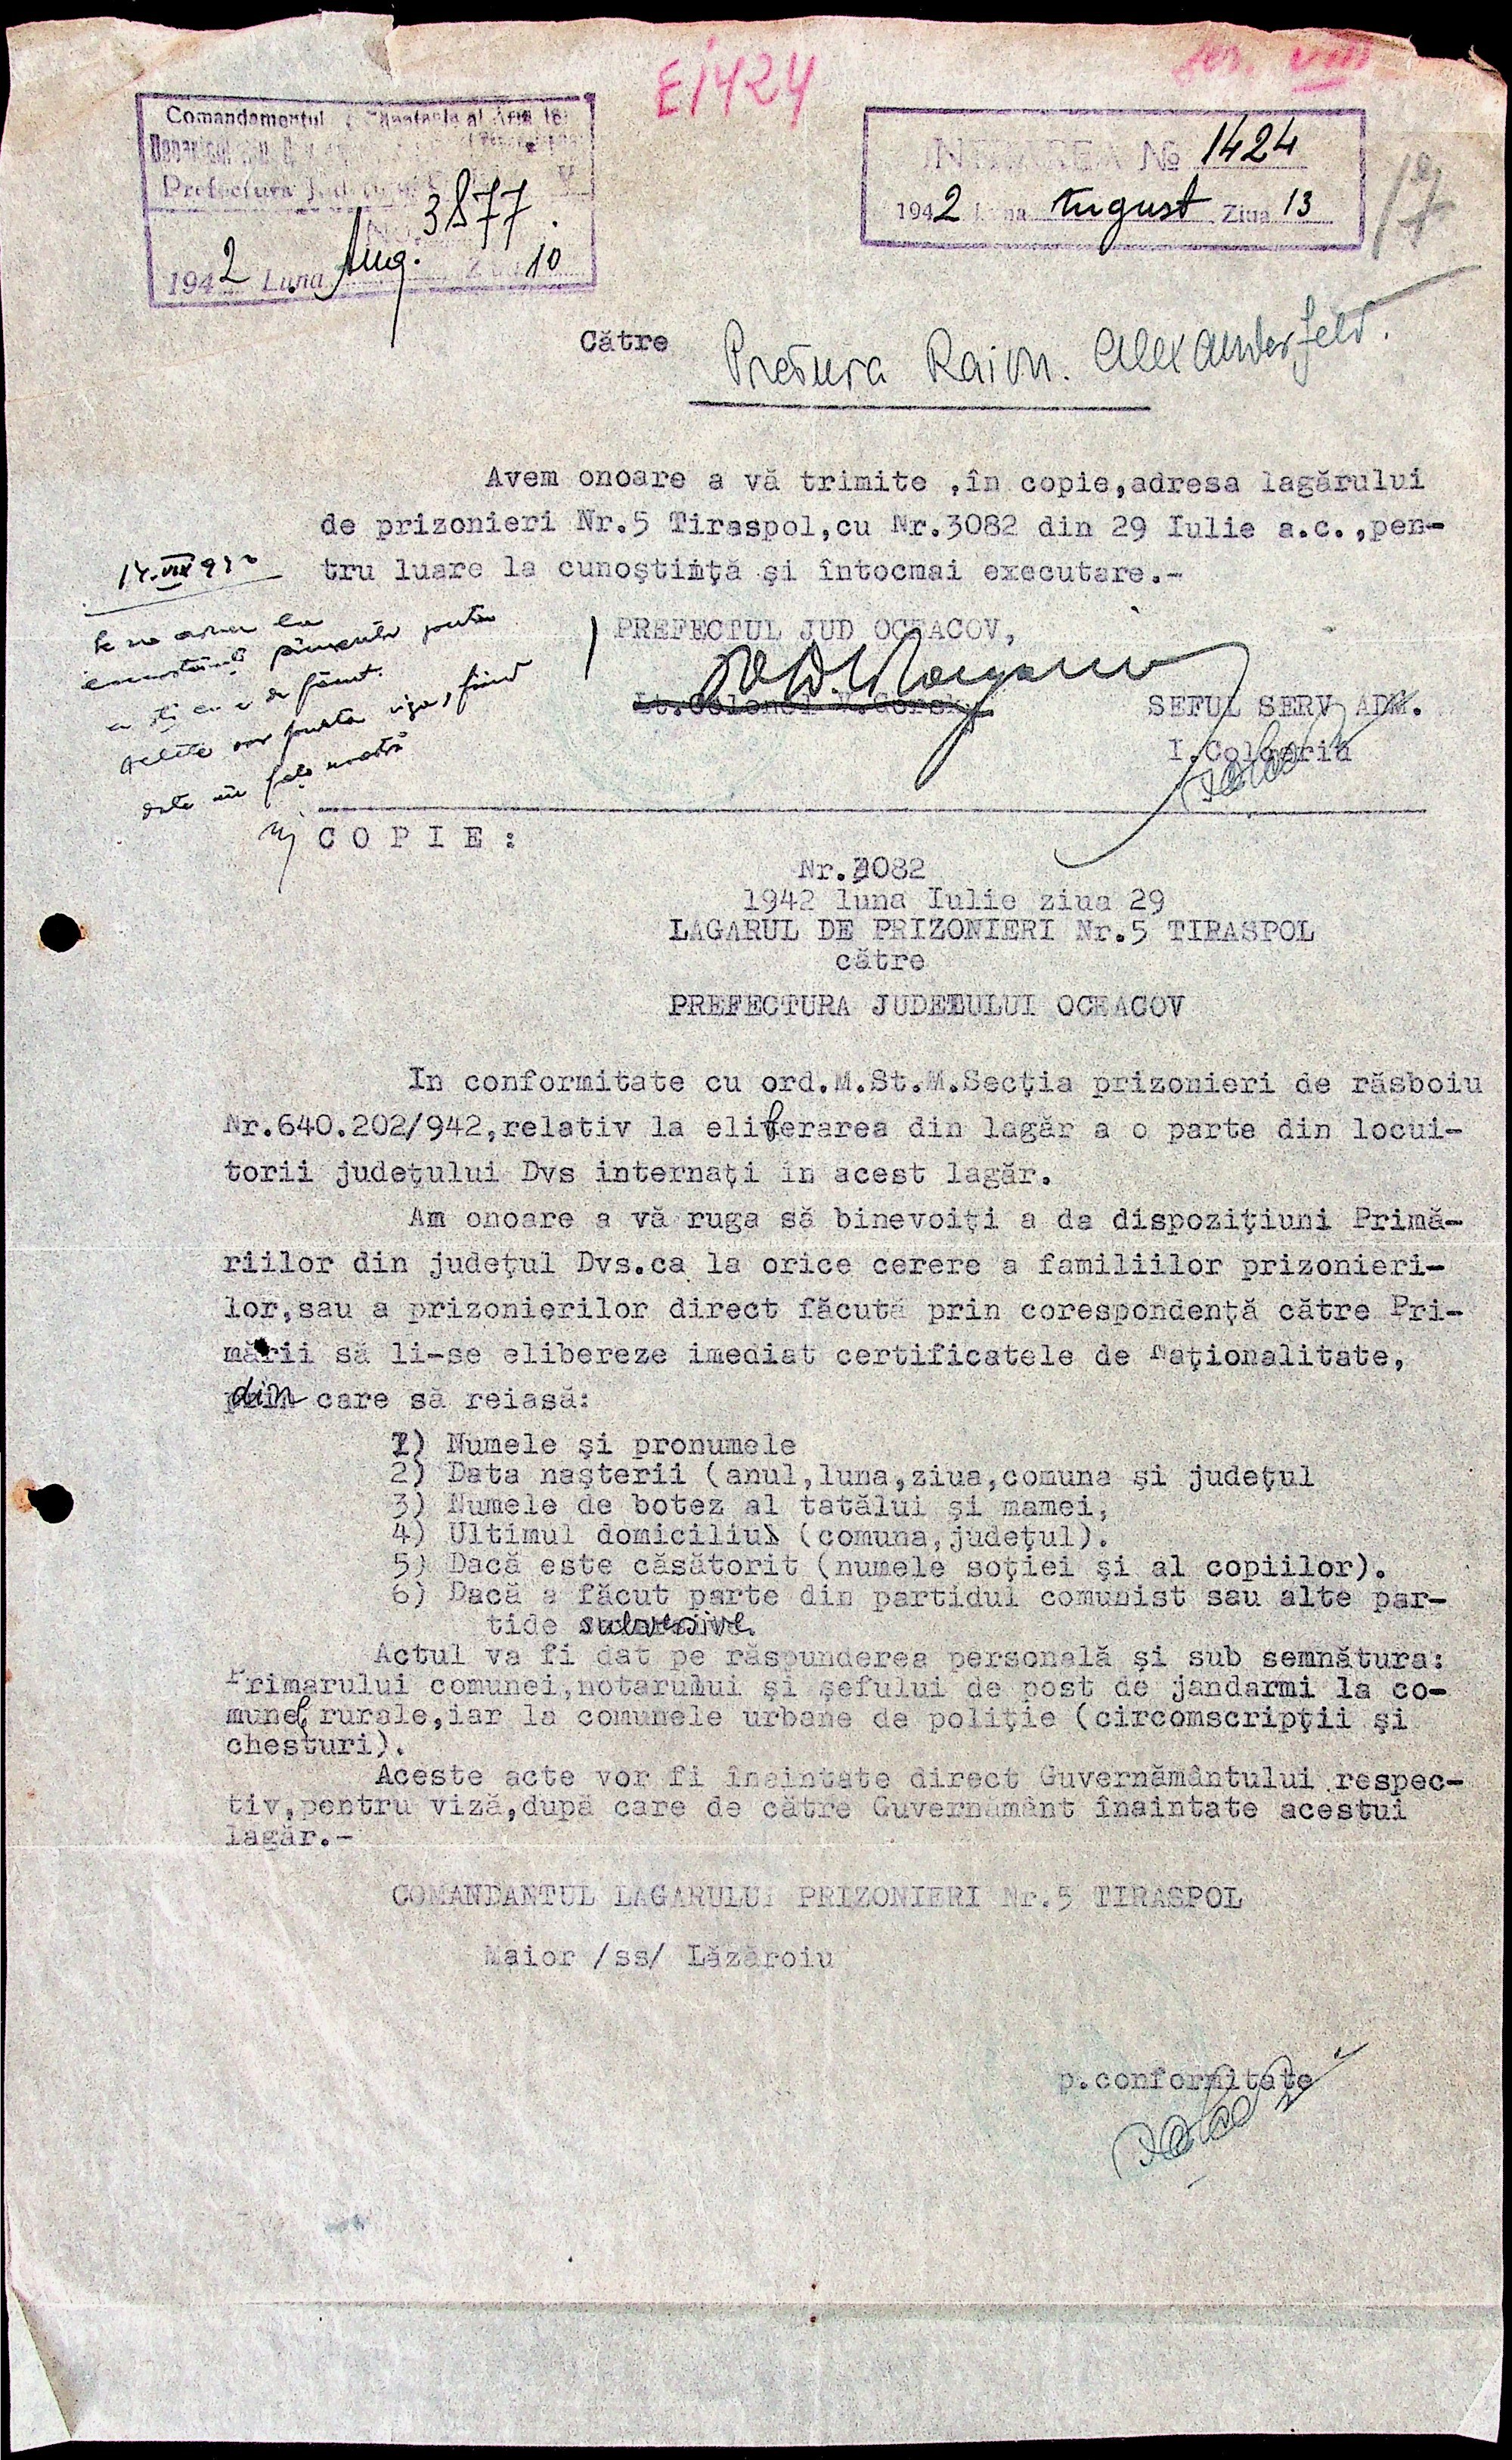 E1424
Ser. VIII
Comandamentul
Prefectura Jud
3877
1942 Luna Aug. Ziua 10
INTRAREA № 1424
1942 Luna August Ziua 13
17
Către Pretura Raion. Alexanderfeld.
Avem onoare a vă trimite ,în copie,adresa lagărului
de prizonieri Nr.5 Tiraspol,cu Nr.3082 din 29 Iulie a.c.,pen-
tru luare la cunoştiință şi întocmai executare.-
PREFECTUL JUD OCEACOV,
Lt.Colonel V.Gorsky
SEFUL SERV ADM.
I.Colbariu
C O P I E :
Nr.3082
1942 luna Iulie ziua 29
LAGARUL DE PRIZONIERI Nr.5 TIRASPOL
către
PREFECTURA JUDEŢULUI OCEACOV
In conformitate cu ord.M.St.M.Secţia prizonieri de răsboiu
Nr.640.202/942,relativ la eliberarea din lagăr a o parte din locui-
torii judeţului Dvs internaţi în acest lagăr.
Am onoare a vă ruga să binevoiţi a da dispoziţiuni Primă-
riilor din judeţul Dvs.ca la orice cerere a familiilor prizonieri-
lor,sau a prizonierilor direct făcută prin corespondenţă către Pri-
mării să li-se elibereze imediat certificatele de Naţionalitate,
din care să reiasă:
1) Numele şi pronumele
2) Data naşterii (anul,luna,ziua,comuna şi judeţul
3) Numele de botez al tatălui şi mamei,
4) Ultimul domiciliu (comuna,judeţul).
5) Dacă este căsătorit (numele soţiei şi al copiilor).
6) Dacă a făcut parte din partidul comunist sau alte par-
tide subversive.
Actul va fi dat pe răspunderea personală şi sub semnătura:
Primarului comunei,notarului şi şefului de post de jandarmi la co-
munel rurale,iar la comunele urbane de poliţie (circomscripţii şi
chesturi).
Aceste acte vor fi înaintate direct Guvernământului respec-
tiv,pentru viză,după care de către Guvernământ înaintate acestui
lagăr.-
COMANDANTUL LAGARULUI PRIZONIERI Nr.5 TIRASPOL
Maior /ss/ Lăzăroiu
p.conformitate